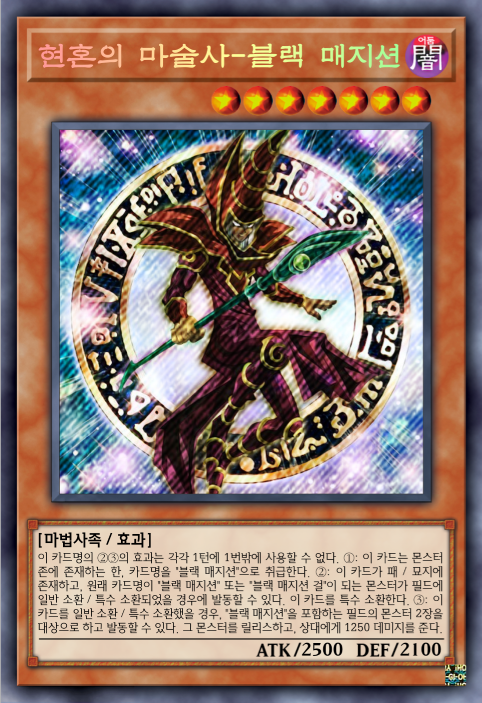 현혼의 마술사-블랙 매지션
어둠
闇
[마법사족 / 효과]
이 카드명의 ②③의 효과는 각각 1턴에 1번밖에 사용할 수 없다. ①: 이 카드는 몬스터
존에 존재하는 한, 카드명을 "블랙 매지션"으로 취급한다. ②: 이 카드가 패 / 묘지에
존재하고, 원래 카드명이 "블랙 매지션" 또는 "블랙 매지션 걸"이 되는 몬스터가 필드에
일반 소환 / 특수 소환되었을 경우에 발동할 수 있다. 이 카드를 특수 소환한다. ③: 이
카드를 일반 소환 / 특수 소환했을 경우, "블랙 매지션"을 포함하는 필드의 몬스터 2장을
대상으로 하고 발동할 수 있다. 그 몬스터를 릴리스하고, 상대에게 1250 데미지를 준다.
ATK/2500 DEF/2100